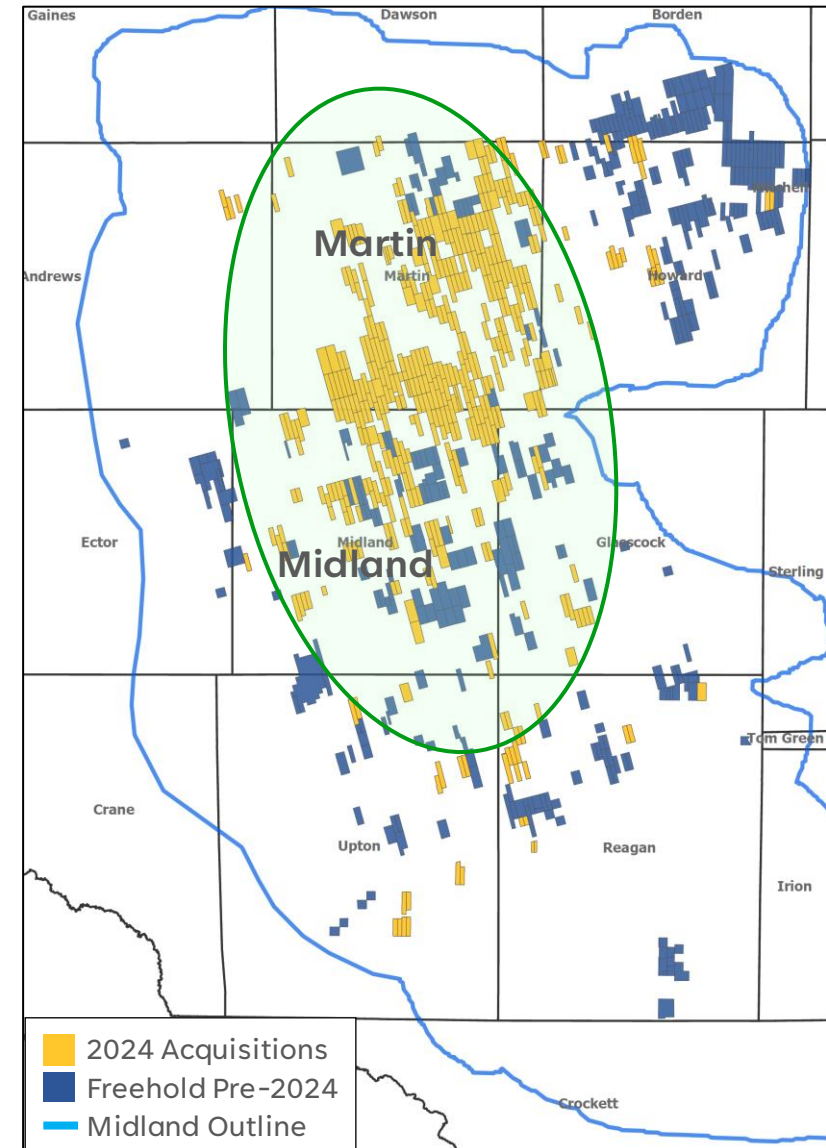 Gaines
Dawson
Borden
Mitchell
Martin
Andrews
Martin
Howard
Ector
Midland
Glasscock
Midland
Sterling
Tom Green
Crane
Upton
Reagan
Irion
2024 Acquisitions
Freehold Pre-2024
Midland Outline
Crockett